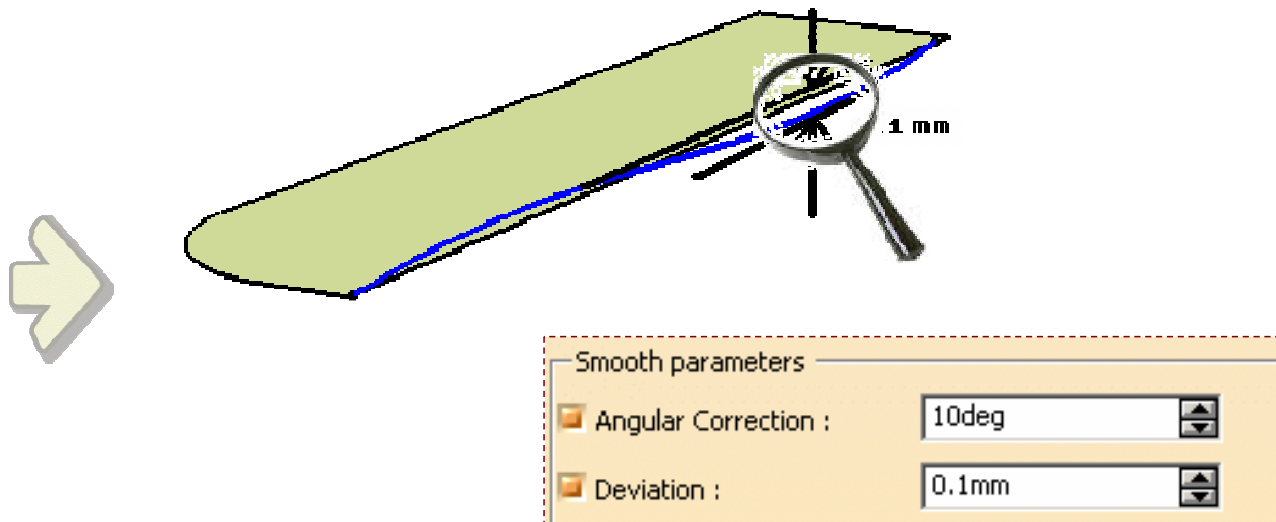 .1 mm
Smooth parameters
Angular Correction : 10deg
Deviation : 0.1mm